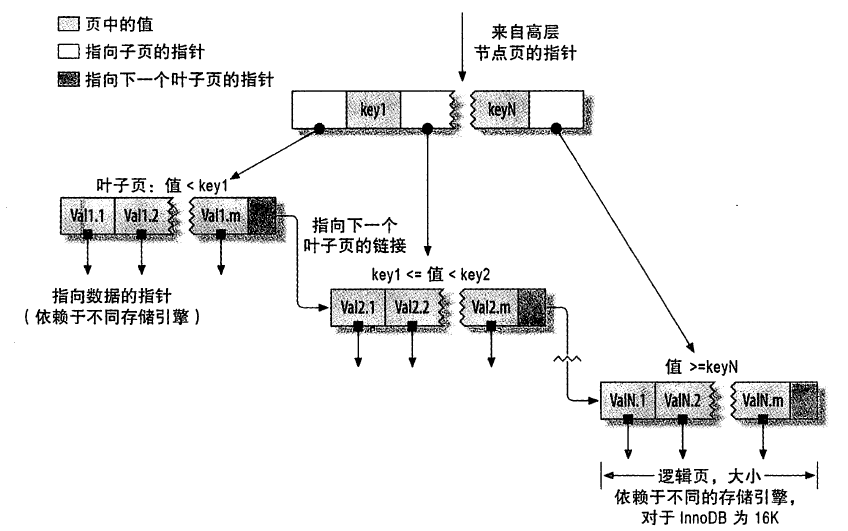 页中的值
指向子页的指针
指向下一个叶子页的指针
来自高层
节点页的指针
key1
keyN
叶子页：值 < key1
Val1.1
Val1.2
Val1.m
指向下一个
叶子页的链接
指向数据的指针
（依赖于不同存储引擎）
key1 <= 值 < key2
Val2.1
Val2.2
Val2.m
值 >=keyN
ValN.1
ValN.2
ValN.m
逻辑页，大小
依赖于不同的存储引擎，
对于 InnoDB 为 16K